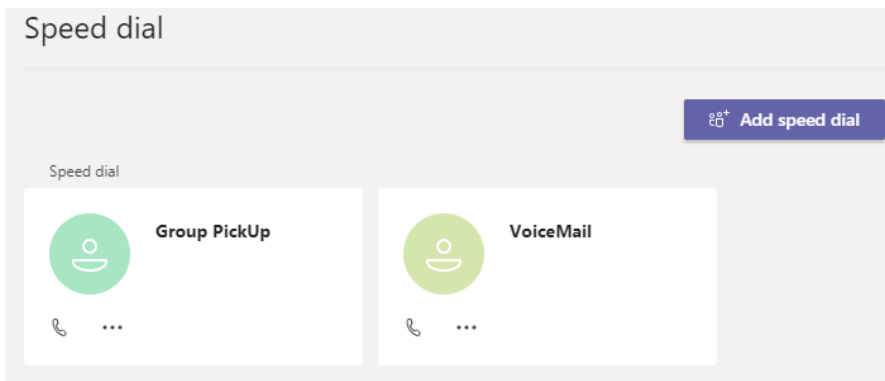 Speed dial
Add speed dial
Speed dial
Group PickUp
VoiceMail